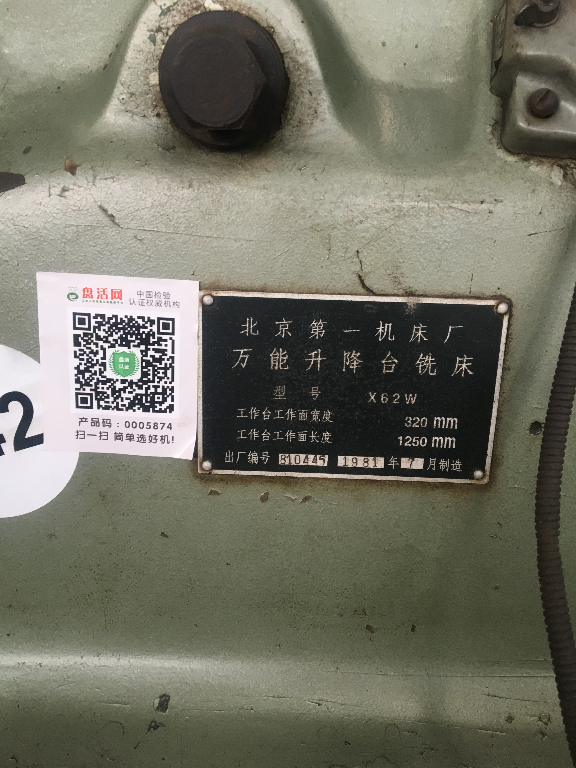 盘活网
中国检验
认证权威机构
产品码：0005874
扫一扫 简单选好机!
42
北京第一机床厂
万能升降台铣床
型号 X62W
工作台工作面宽度 320 mm
工作台工作面长度 1250 mm
出厂编号 810445 1981 年 7 月制造